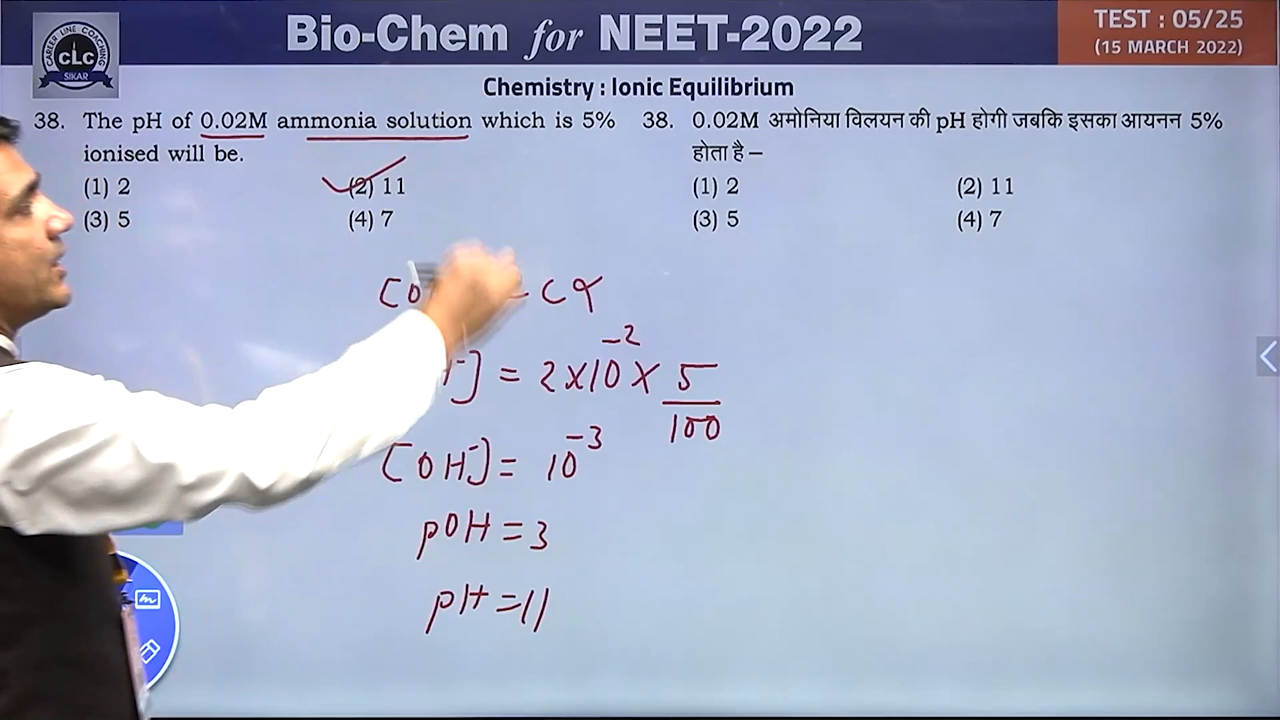 Bio-Chem for NEET-2022
TEST : 05/25
(15 MARCH 2022)
CAREER LINE COACHING
CLC
SIKAR
Chemistry : Ionic Equilibrium
38. The pH of 0.02M ammonia solution which is 5%
ionised will be.
(1) 2
(2) 11
(3) 5
(4) 7
38. 0.02M अमोनिया विलयन की pH होगी जबकि इसका आयनन 5%
होता है –
(1) 2
(2) 11
(3) 5
(4) 7
= Cα
] = 2×10⁻² × 5/100
[OH⁻] = 10⁻³
pOH = 3
pH = 11